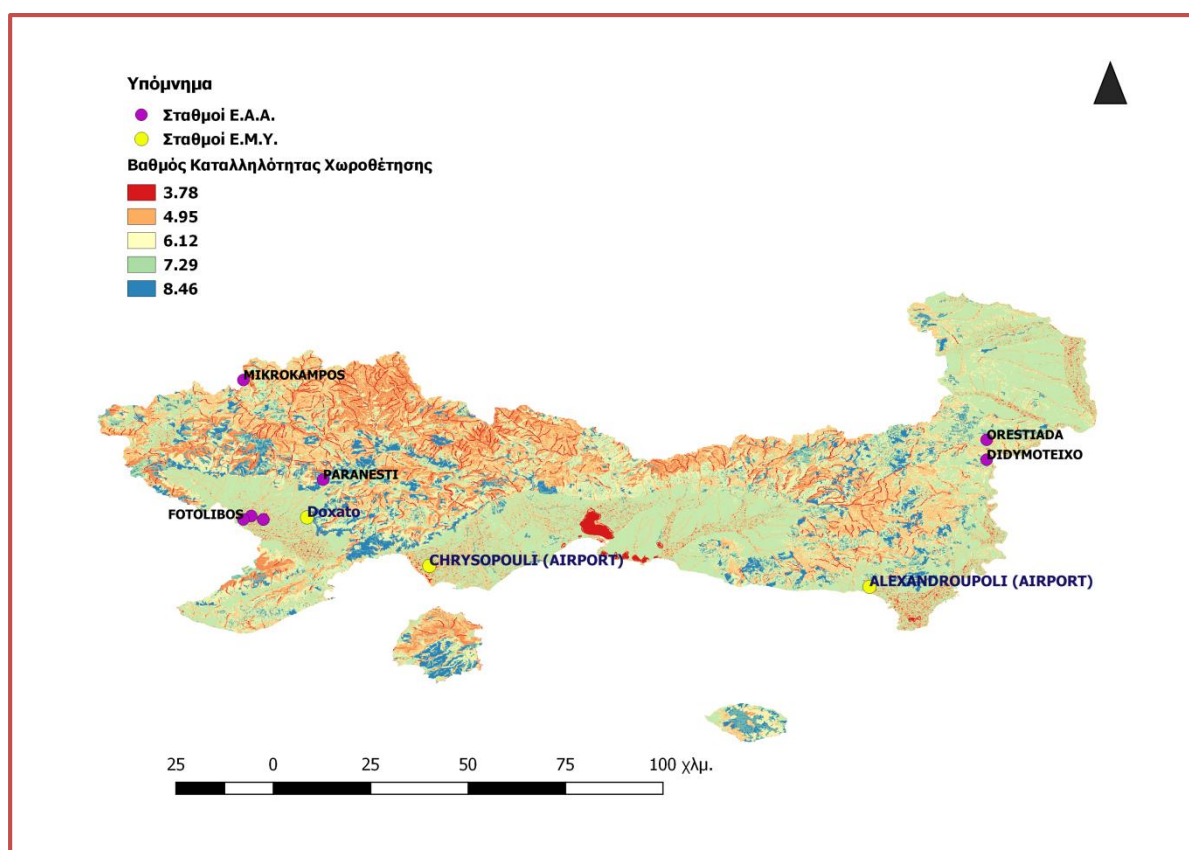 Υπόμνημα
Σταθμοί Ε.Α.Α.
Σταθμοί Ε.Μ.Υ.
Βαθμός Καταλληλότητας Χωροθέτησης
3.78
4.95
6.12
7.29
8.46
MIKROKAMPOS
ORESTIADA
DIDYMOTEIXO
PARANESTI
FOTOLIBOS
Doxato
CHRYSOPOULI (AIRPORT)
ALEXANDROUPOLI (AIRPORT)
25 0 25 50 75 100 χλμ.